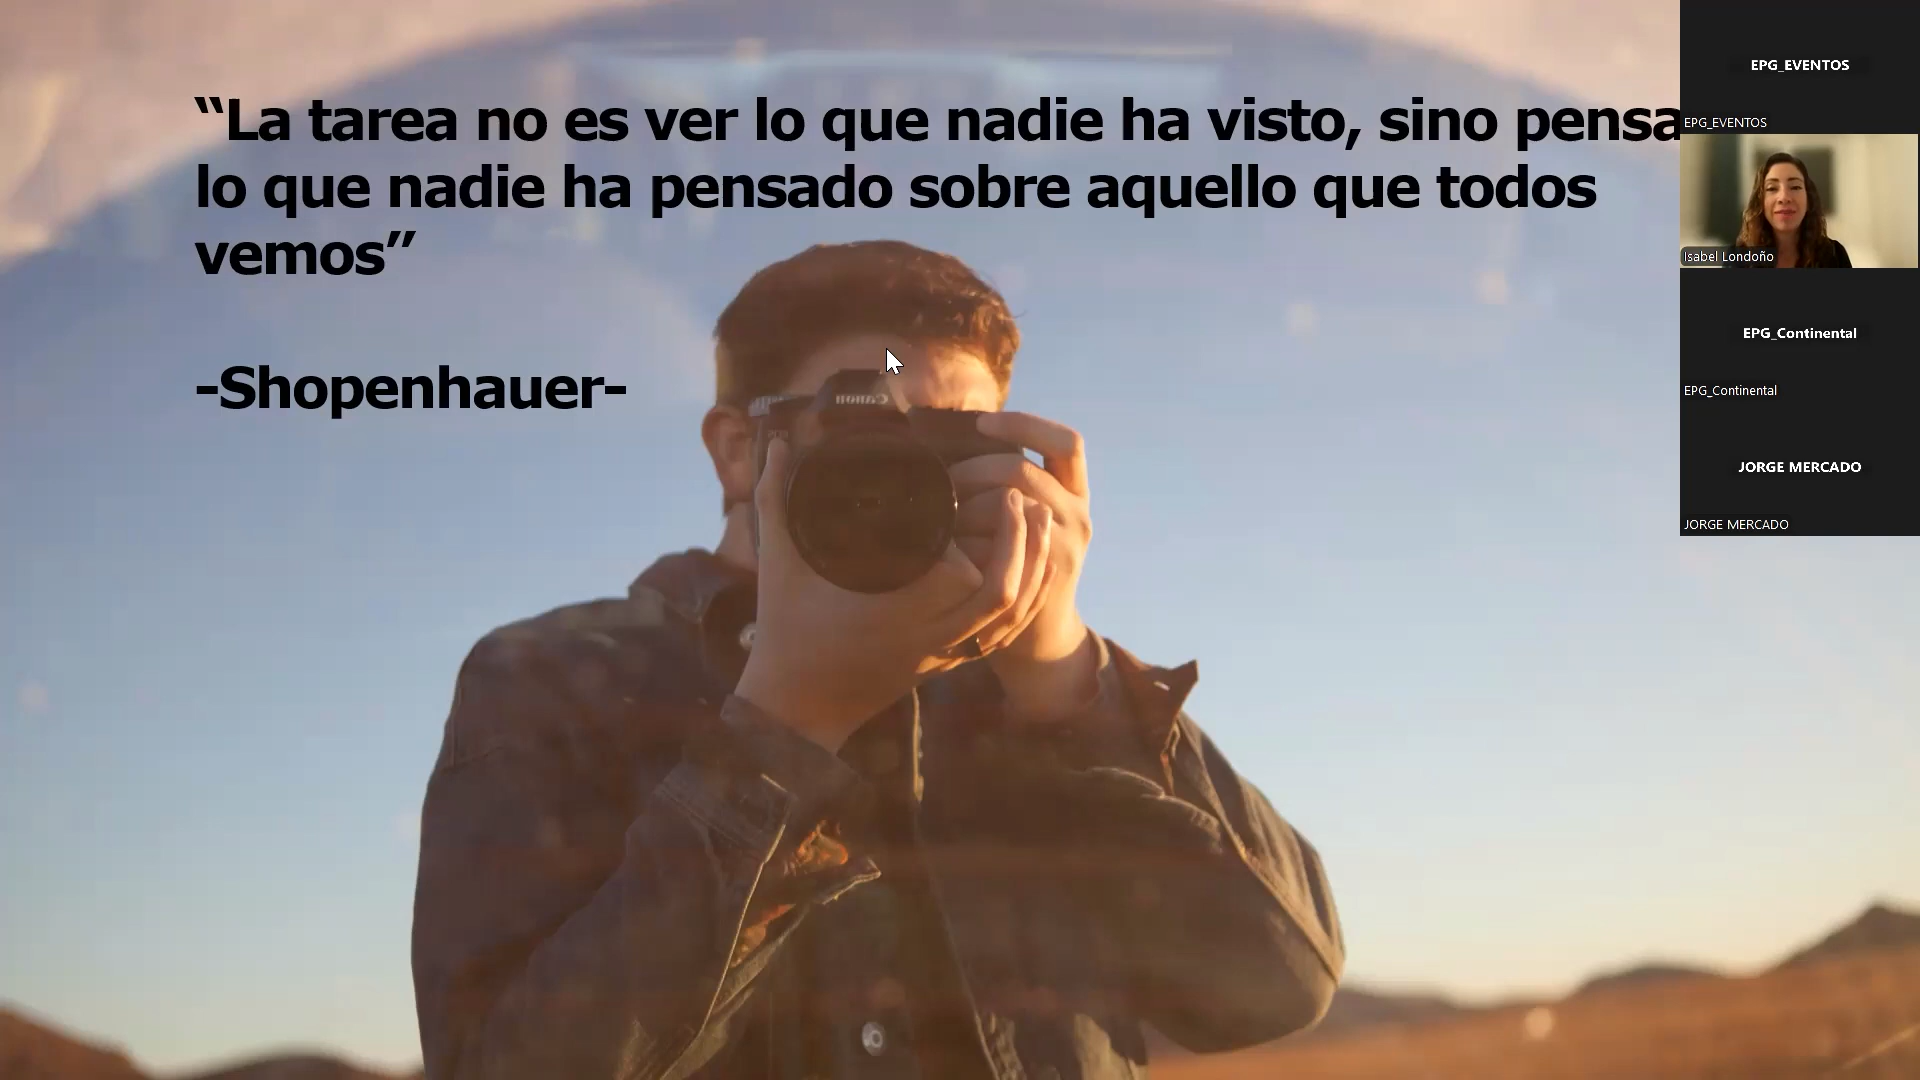 “La tarea no es ver lo que nadie ha visto, sino pensa
lo que nadie ha pensado sobre aquello que todos
vemos”
-Shopenhauer-
Canon
EPG_EVENTOS
EPG_EVENTOS
Isabel Londoño
EPG_Continental
EPG_Continental
JORGE MERCADO
JORGE MERCADO